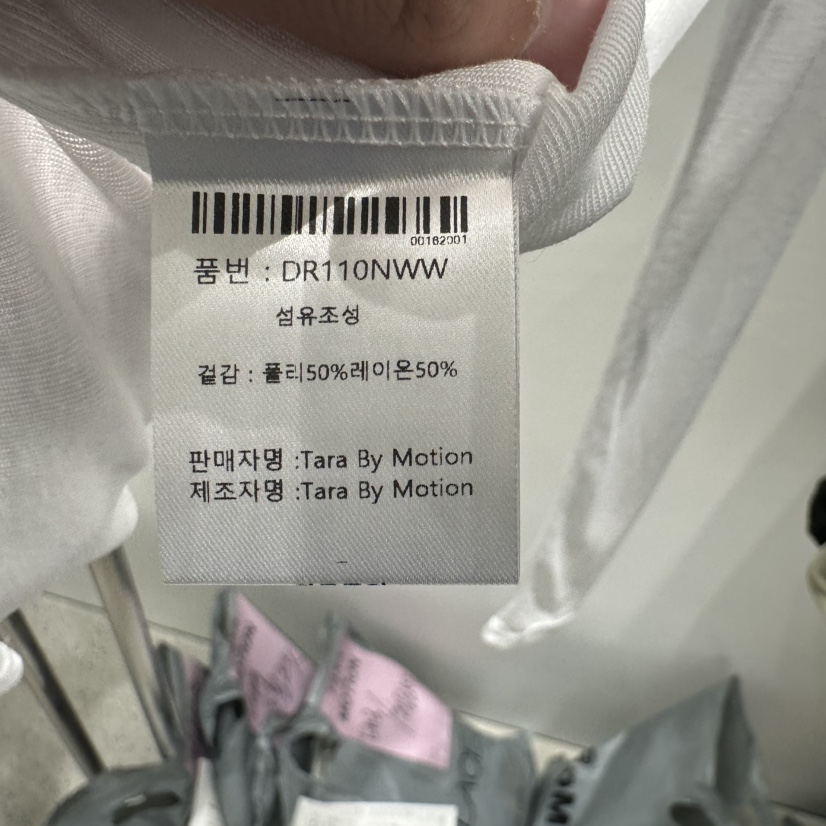 00162001
품번 : DR110NWW
섬유조성
겉감 : 폴리50%레이온50%
판매자명 :Tara By Motion
제조자명 :Tara By Motion